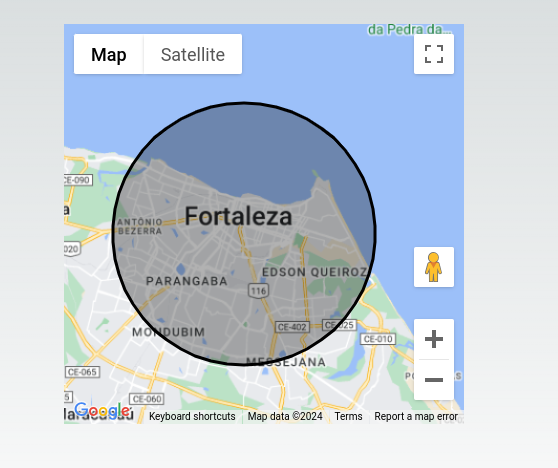 da Pedra da...
Map
Satellite
CE-090
ANTÔNIO
BEZERRA
Fortaleza
020
PARANGABA
EDSON QUEIROZ
116
MONDUBIM
CE-402
CE-025
CE-010
MESSEJANA
CE-065
CE-060
Google
Keyboard shortcuts
Map data ©2024
Terms
Report a map error